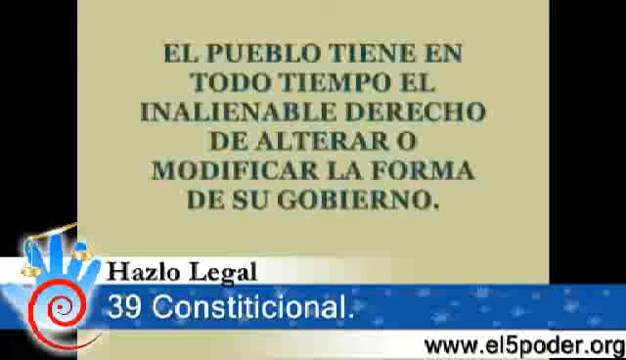 EL PUEBLO TIENE EN
TODO TIEMPO EL
INALIENABLE DERECHO
DE ALTERAR O
MODIFICAR LA FORMA
DE SU GOBIERNO.
Hazlo Legal
39 Constiticional.
www.el5poder.org